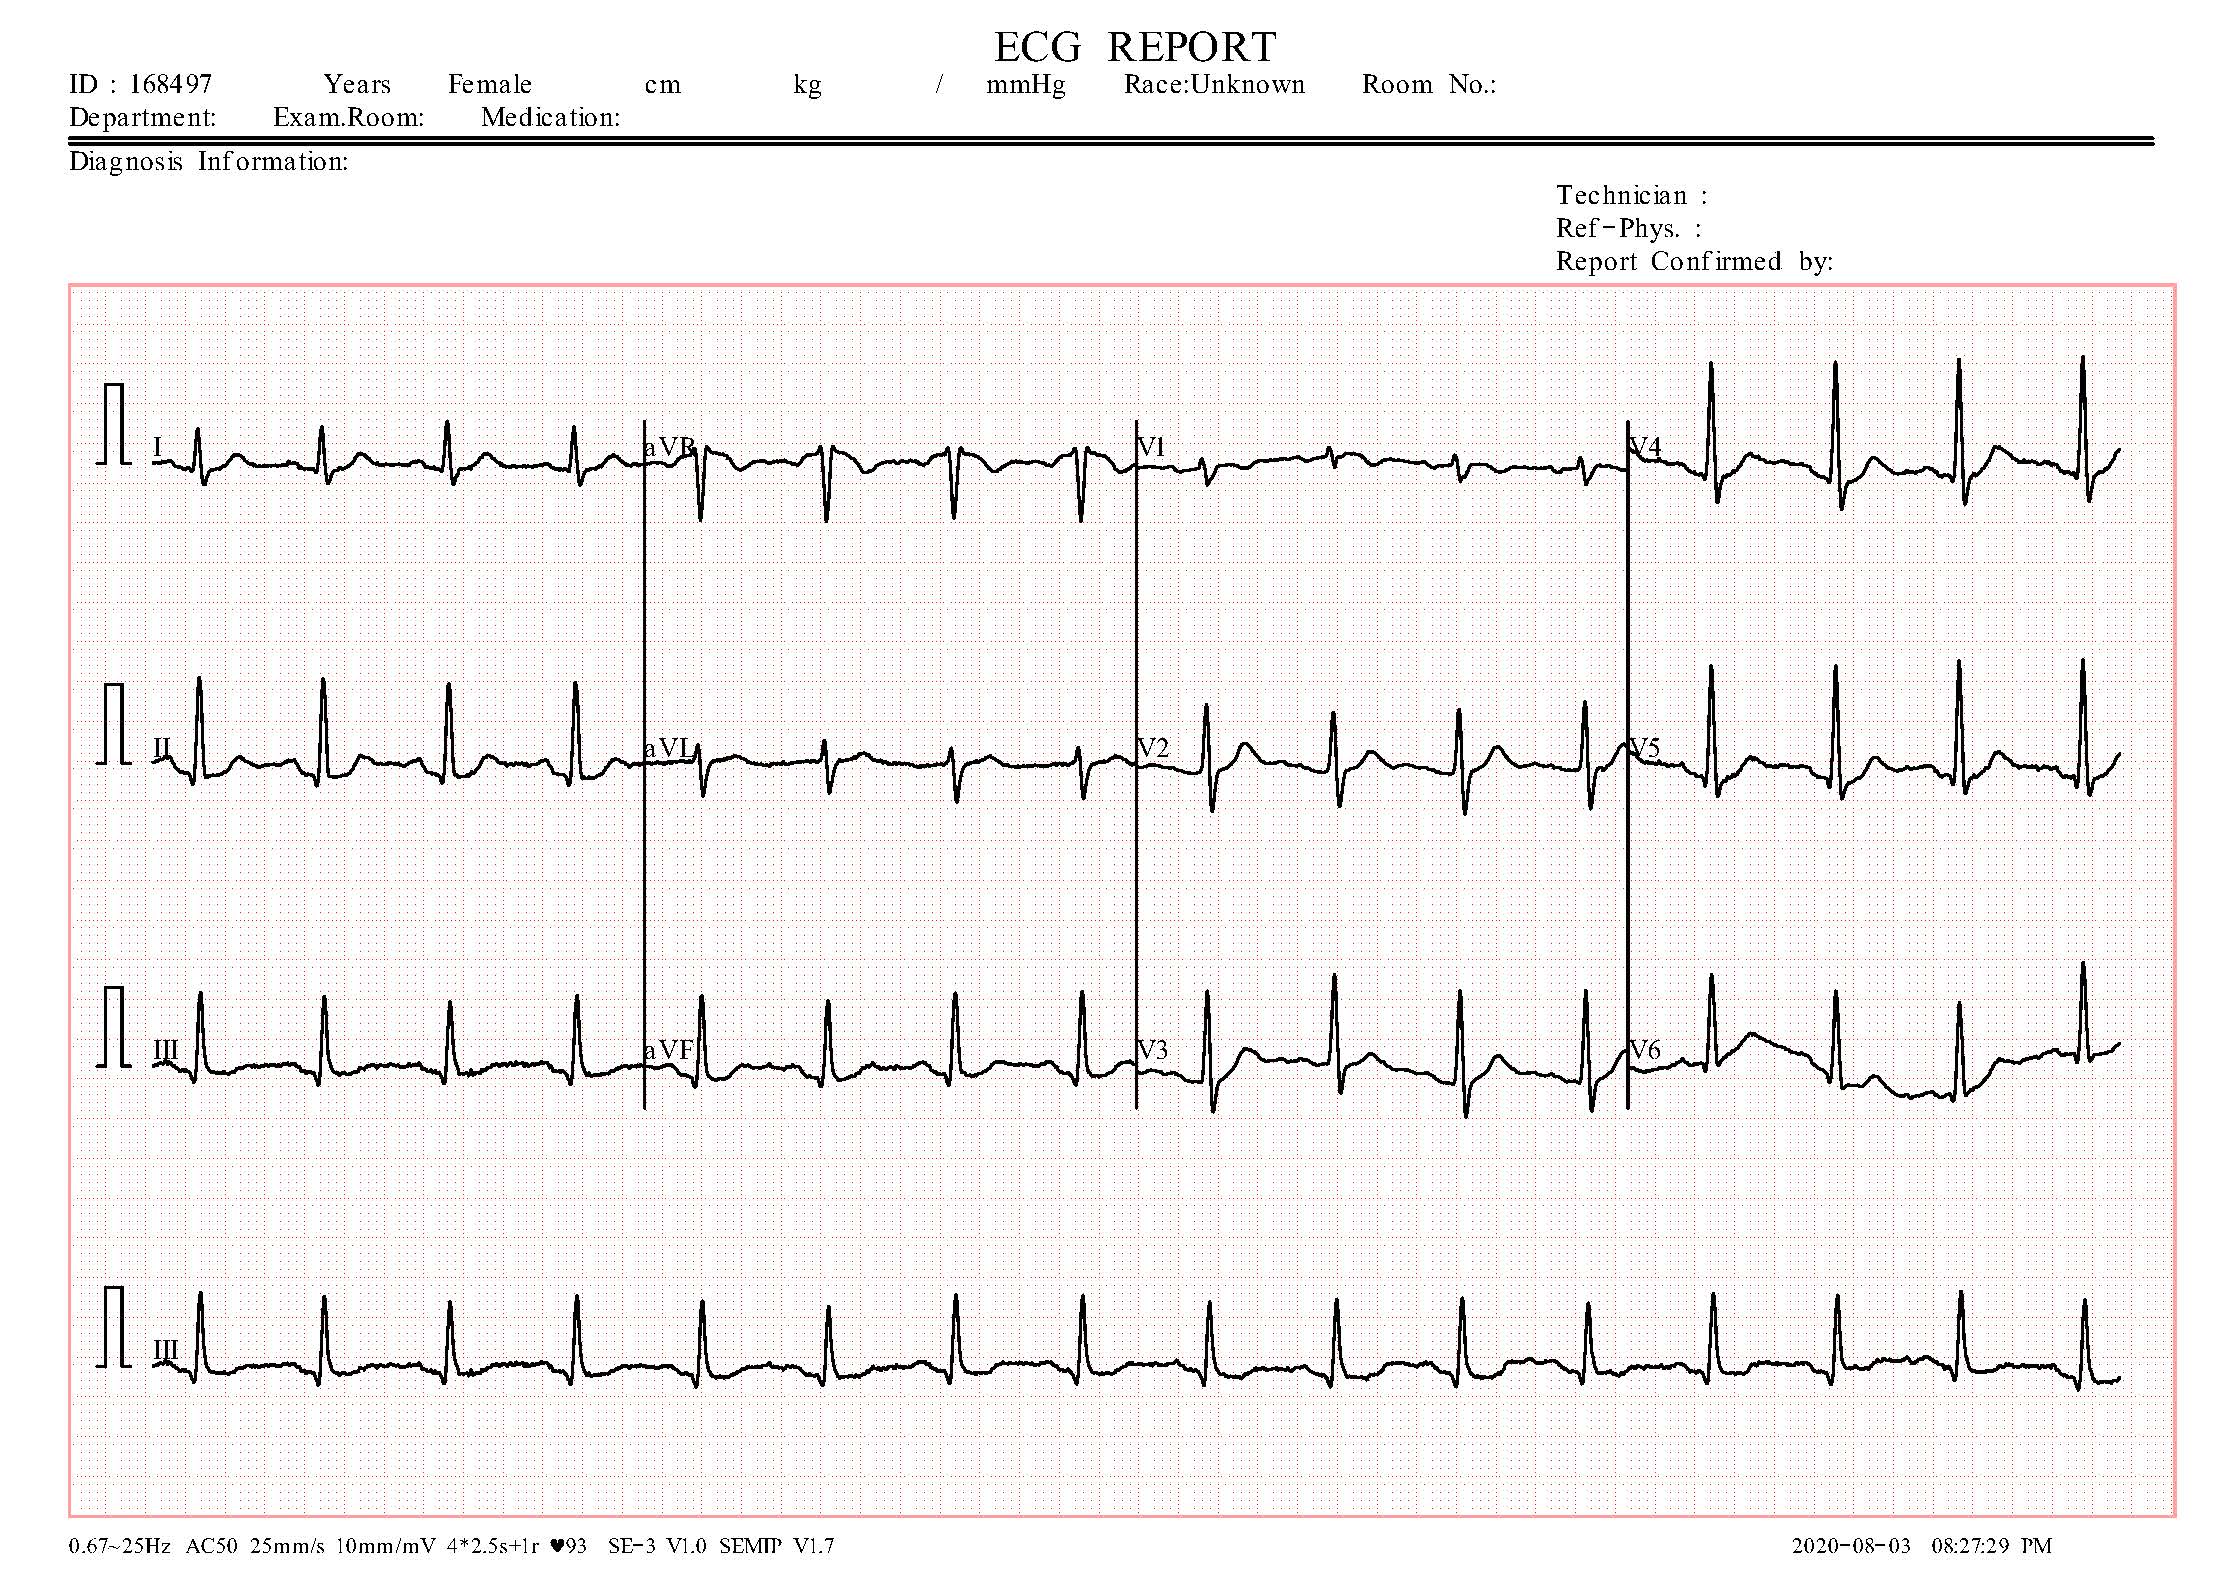 ECG REPORT
ID : 168497 Years Female cm kg / mmHg Race:Unknown Room No.:
Department: Exam.Room: Medication:
Diagnosis Information:
Technician :
Ref-Phys. :
Report Confirmed by:
I aVR V1 V4
II aVL V2 V5
III aVF V3 V6
III
0.67~25Hz AC50 25mm/s 10mm/mV 4*2.5s+1r ♥93 SE-3 V1.0 SEMIP V1.7 2020-08-03 08:27:29 PM